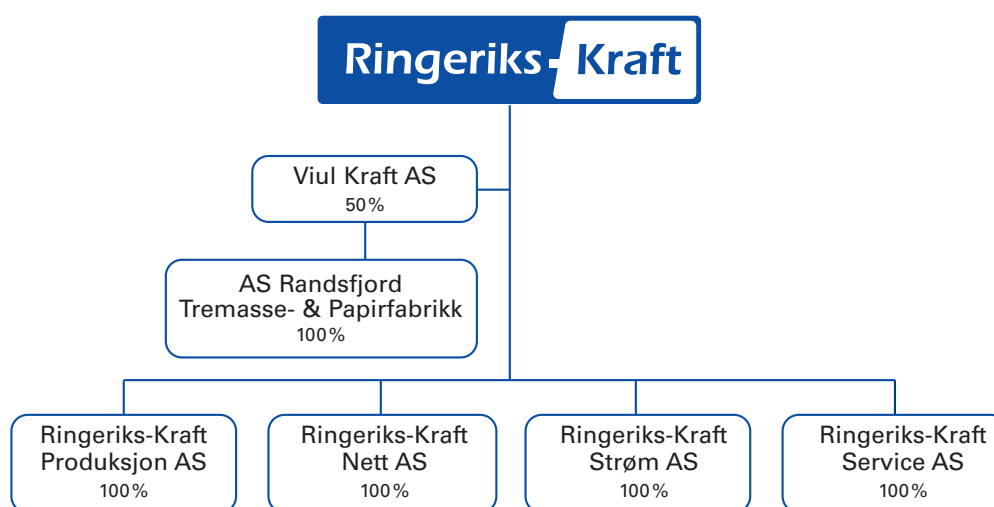 Ringeriks-Kraft
Viul Kraft AS
50%
AS Randsfjord
Tremasse- & Papirfabrikk
100%
Ringeriks-Kraft
Produksjon AS
100%
Ringeriks-Kraft
Nett AS
100%
Ringeriks-Kraft
Strøm AS
100%
Ringeriks-Kraft
Service AS
100%